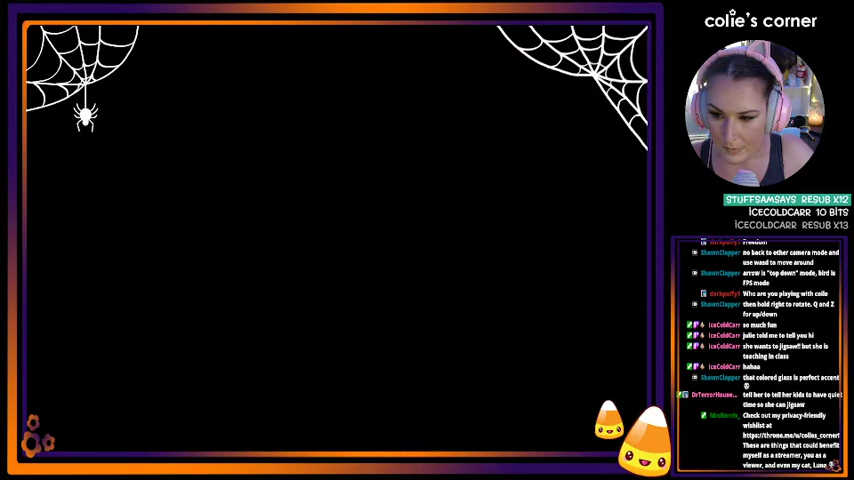 colie's corner
STUFFSAMSAYS RESUB X12
ICECOLDCARR 10 BITS
ICECOLDCARR RESUB X13
darkpuffy1 Freedom
ShawnClapper no back to other camera mode and
use wasd to move around
ShawnClapper arrow is "top down" mode, bird is
FPS mode
darkpuffy1 Who are you playing with colie
ShawnClapper then hold right to rotate. Q and Z
for up/down
IceColdCarr so much fun
IceColdCarr julie told me to tell you hi
IceColdCarr she wants to jigsaw!! but she is
teaching in class
IceColdCarr hahaa
ShawnClapper that colored glass is perfect accent
DrTerrorHouse... tell her to tell her kids to have quiet
time so she can jigsaw
MrsNorris_ Check out my privacy-friendly
wishlist at
https://throne.me/u/colies_corner!
These are things that could benefit
myself as a streamer, you as a
viewer, and even my cat, Luna,